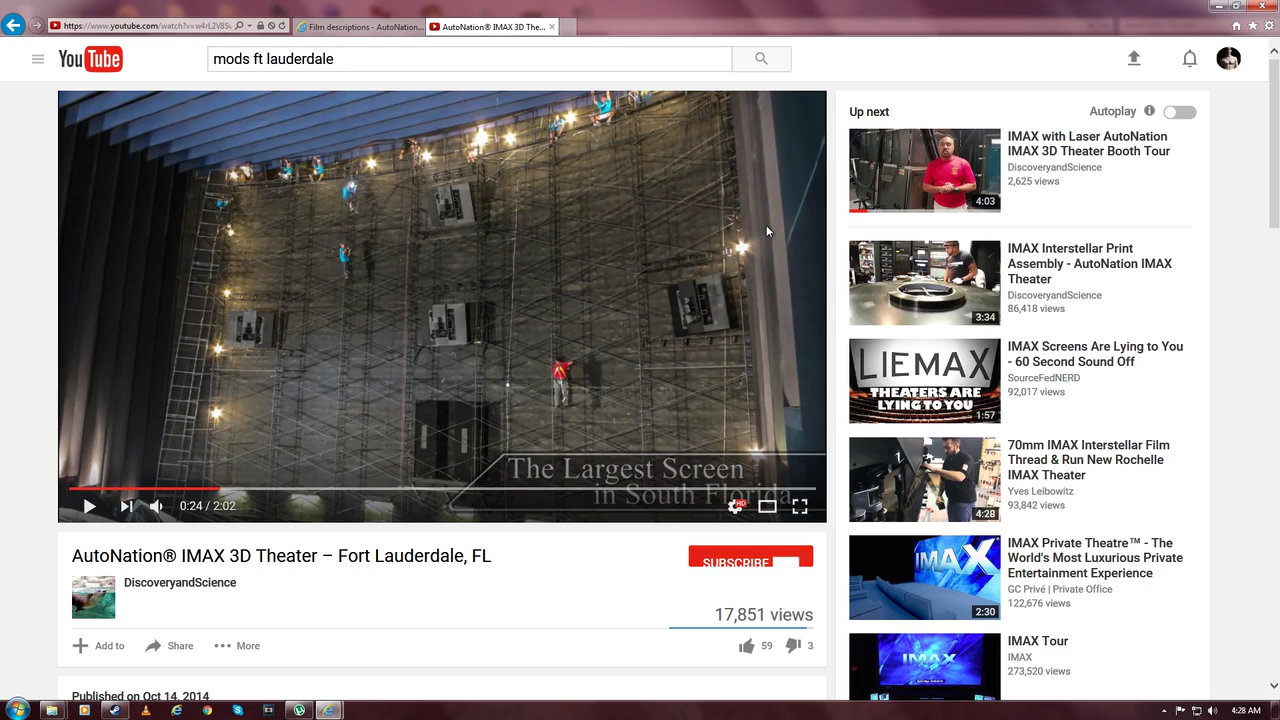 https://www.youtube.com/watch?v=w4rL2V8S
Film descriptions - AutoNation...
AutoNation® IMAX 3D The...
YouTube
mods ft lauderdale
The Largest Screen
in South Florida
0:24 / 2:02
HD
AutoNation® IMAX 3D Theater – Fort Lauderdale, FL
SUBSCRIBE
DiscoveryandScience
17,851 views
Add to
Share
More
59
3
Published on Oct 14, 2014
Up next
Autoplay
IMAX with Laser AutoNation
IMAX 3D Theater Booth Tour
DiscoveryandScience
2,625 views
4:03
IMAX Interstellar Print
Assembly - AutoNation IMAX
Theater
DiscoveryandScience
86,418 views
3:34
LIEMAX
THEATERS ARE
LYING TO YOU
1:57
IMAX Screens Are Lying to You
- 60 Second Sound Off
SourceFedNERD
92,017 views
70mm IMAX Interstellar Film
Thread & Run New Rochelle
IMAX Theater
Yves Leibowitz
93,842 views
4:28
IMAX
2:30
IMAX Private Theatre™ - The
World's Most Luxurious Private
Entertainment Experience
GC Privé | Private Office
122,676 views
IMAX
IMAX Tour
IMAX
273,520 views
4:28 AM